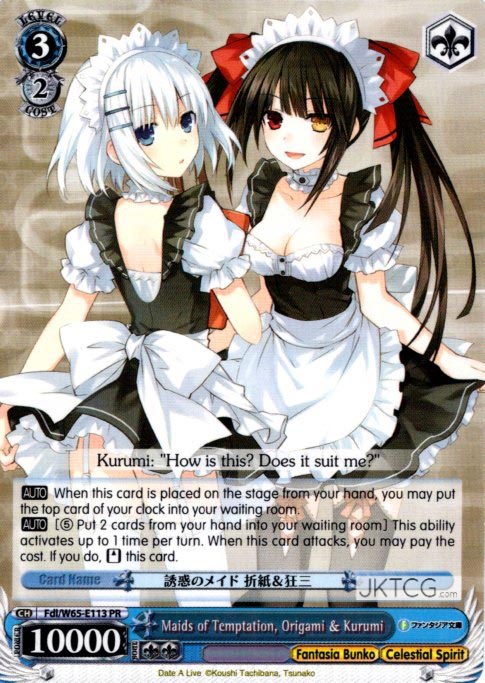 LEVEL
3
2
COST
Kurumi: "How is this? Does it suit me?"
AUTO When this card is placed on the stage from your hand, you may put
the top card of your clock into your waiting room.
AUTO [⑤ Put 2 cards from your hand into your waiting room] This ability
activates up to 1 time per turn. When this card attacks, you may pay the
cost. If you do, this card.
Card Name 誘惑のメイド 折紙&狂三
JKTCG.com
CH Fdl/W65-E113 PR
POWER 10000
Maids of Temptation, Origami & Kurumi ファンタジア文庫
Fantasia Bunko Celestial Spirit
Date A Live ©Koushi Tachibana, Tsunako